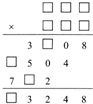 □ □ □
× □ □ □
3 □ 0 8
□ 5 0 4
7 □ 2
□ 3 2 4 8